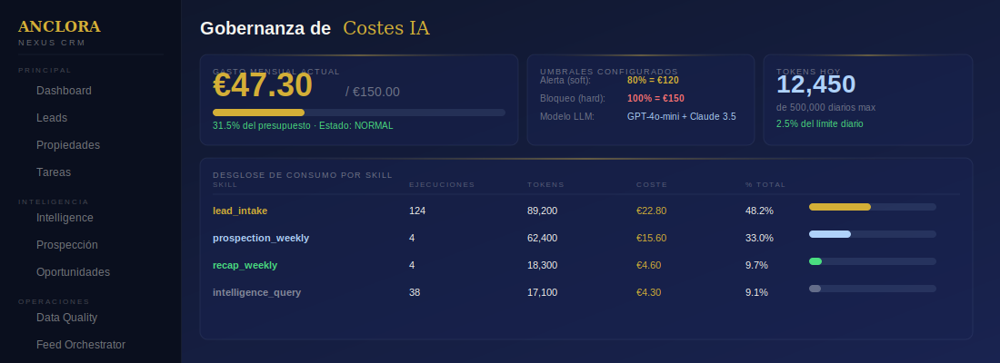 ANCLORA
NEXUS CRM
PRINCIPAL
Dashboard
Leads
Propiedades
Tareas
INTELIGENCIA
Intelligence
Prospección
Oportunidades
OPERACIONES
Data Quality
Feed Orchestrator
Gobernanza de Costes IA
GASTO MENSUAL ACTUAL
€47.30 / €150.00
31.5% del presupuesto · Estado: NORMAL
UMBRALES CONFIGURADOS
Alerta (soft): 80% = €120
Bloqueo (hard): 100% = €150
Modelo LLM: GPT-4o-mini + Claude 3.5
TOKENS HOY
12,450
de 500,000 diarios max
2.5% del límite diario
DESGLOSE DE CONSUMO POR SKILL
SKILL EJECUCIONES TOKENS COSTE % TOTAL
lead_intake 124 89,200 €22.80 48.2%
prospection_weekly 4 62,400 €15.60 33.0%
recap_weekly 4 18,300 €4.60 9.7%
intelligence_query 38 17,100 €4.30 9.1%